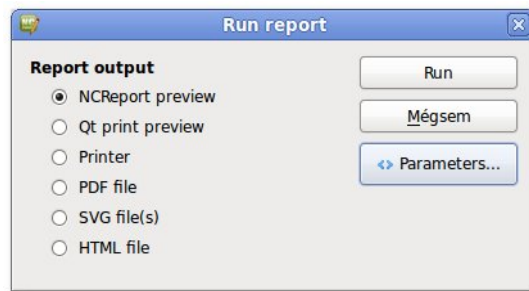 Run report
Report output
NCReport preview
Qt print preview
Printer
PDF file
SVG file(s)
HTML file
Run
Mégsem
Parameters...